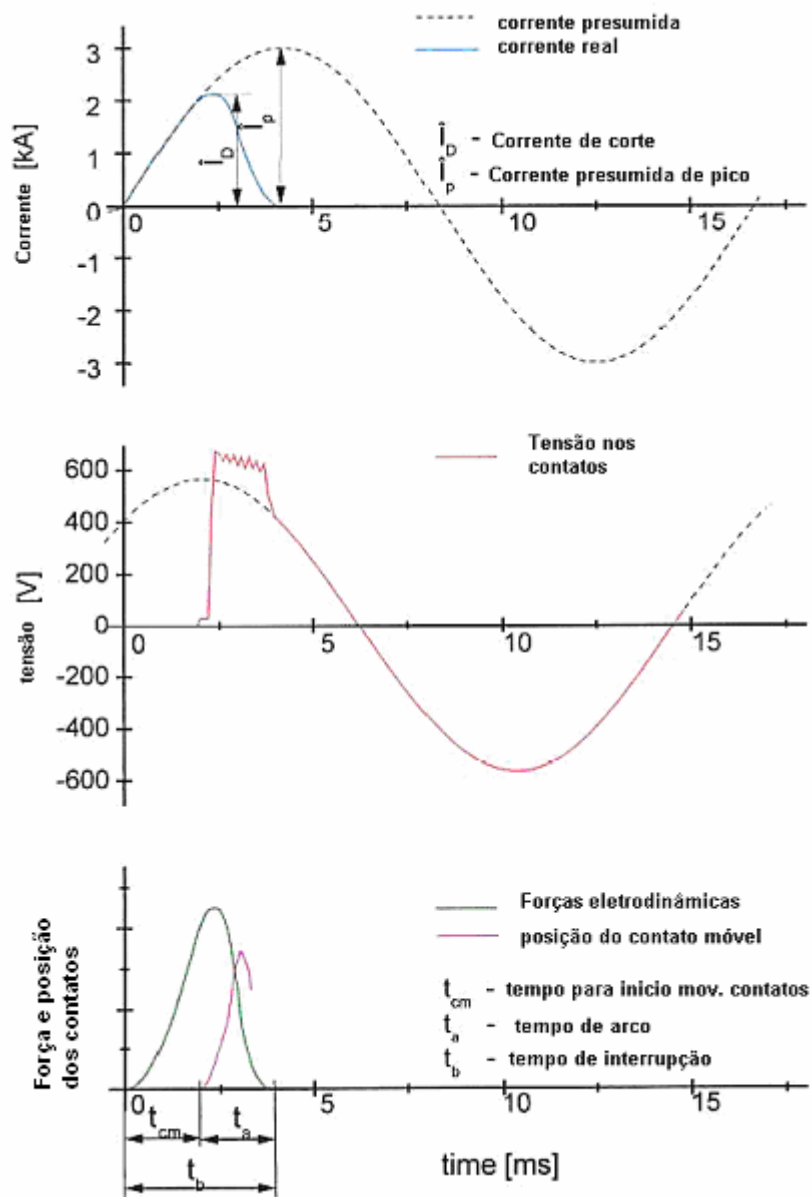 corrente presumida
corrente real
Corrente [kA]
3
2
1
0
-1
-2
-3
0
5
10
15
Î_D
Î_p
Î_D - Corrente de corte
Î_p - Corrente presumida de pico
Tensão nos
contatos
tensão [V]
600
400
200
0
-200
-400
-600
0
5
10
15
Forças eletrodinâmicas
posição do contato móvel
t_cm - tempo para inicio mov. contatos
t_a - tempo de arco
t_b - tempo de interrupção
Força e posição
dos contatos
0
5
10
15
t_cm
t_a
t_b
time [ms]